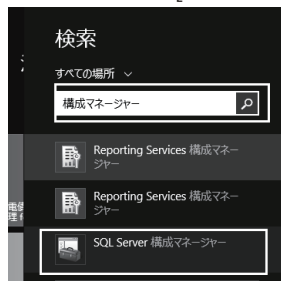 検索
すべての場所
構成マネージャー
Reporting Services 構成マネー
ジャー
Reporting Services 構成マネー
ジャー
SQL Server 構成マネージャー